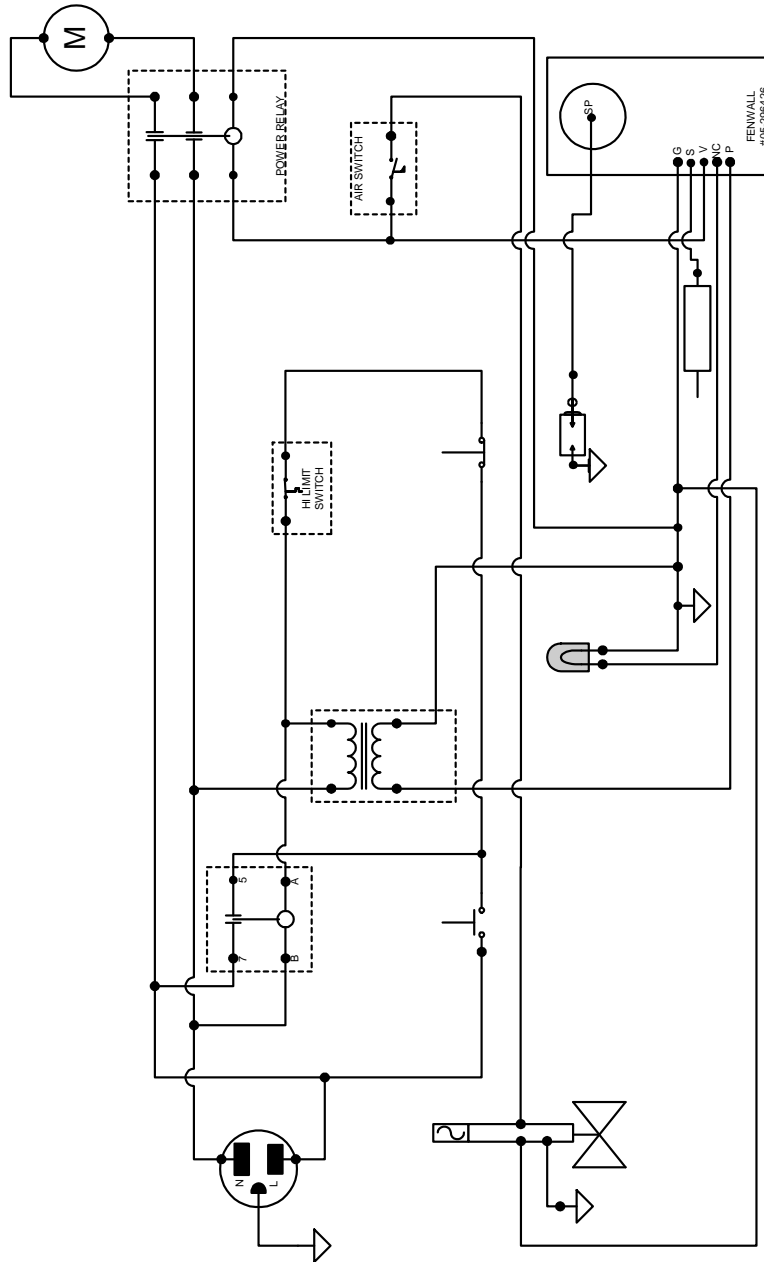 M
POWER RELAY
AIR SWITCH
SP
G
S
V
NC
P
FENWALL
HI LIMIT
SWITCH
5
A
7
B
N
L